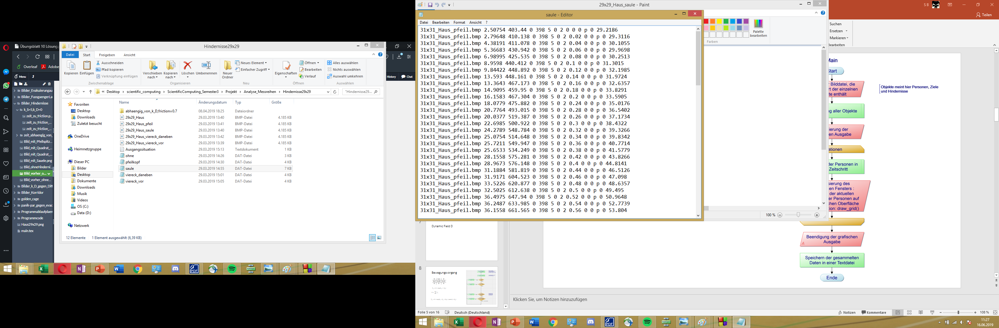 Übungsblatt 10 Lösung.
Overleaf
Adobe
Menu
History
Chat
Bilder_Evakuierungau
Bilder_FussgaengerLau
Bilder_Hindernisse
k_S=5,k_D=0
zeit_zu_friction.p...
zeit_zu_friction_...
zeit_zu_friction_...
zeit_abhaengig_von_
Bild_mit_Pfeilspitz...
Bild_mit_Quadrat_...
Bild_mit_Quadrat_...
Bild_mit_Sauele.png
Bild_ohneHinderni...
Bild_vorher_o...
Bild_vorher_ohne...
Bilder_k_D_gegen_Diff
Bilder_Korridor
golden_cage
panik-par_gegen_evac
Programmablaufplaen
Programmcode
Haus29x29.png
main.tex
Hindernisse29x29
Datei Start Freigeben Ansicht
Kopieren Einfügen
Ausschneiden
Pfad kopieren
Verknüpfung einfügen
Zwischenablage
Verschieben nach
Kopieren nach
Löschen
Umbenennen
Organisieren
Neuer Ordner
Neues Element
Einfacher Zugriff
Neu
Eigenschaften
Öffnen
Bearbeiten
Verlauf
Öffnen
Alles auswählen
Nichts auswählen
Auswahl umkehren
Auswählen
« Desktop scientific_computing ScientificComputing_Semester3 Projekt Analyse_Messreihen Hindernisse29x29
"Hindernisse29...
Favoriten
Desktop
Downloads
Zuletzt besucht
OneDrive
Heimnetzgruppe
Dieser PC
Bilder
Desktop
Dokumente
Downloads
Musik
Videos
OS (C:)
Data (D:)
Netzwerk
Name Änderungsdatum Typ Größe
abhaengig_von_k_D,friction=0.7 08.04.2019 18:25 Dateiordner
29x29_Haus 29.03.2019 13:40 BMP-Datei 4.185 KB
29x29_Haus_pfeil 29.03.2019 13:41 BMP-Datei 4.185 KB
29x29_Haus_saule 29.03.2019 13:40 BMP-Datei 4.185 KB
29x29_Haus_viereck_daneben 29.03.2019 13:42 BMP-Datei 4.185 KB
29x29_Haus_viereck_vor 29.03.2019 13:39 BMP-Datei 4.185 KB
Ausgangssituation 29.03.2019 15:13 Textdokument 1 KB
ohne 29.03.2019 14:26 DAT-Datei 3 KB
pfeilkopf 29.03.2019 14:30 DAT-Datei 4 KB
saule 29.03.2019 14:55 DAT-Datei 7 KB
viereck_daneben 29.03.2019 15:01 DAT-Datei 4 KB
viereck_vor 29.03.2019 15:05 DAT-Datei 4 KB
12 Elemente 1 Element ausgewählt (6,39 KB)
29x29_Haus_saule - Paint
Palette bearbeiten
Farben
100 %
saule - Editor
Datei Bearbeiten Format Ansicht ?
31x31_Haus_pfeil.bmp 2.50754 403.44 0 398 5 0 2 0 0 0 p 0 29.2186
31x31_Haus_pfeil.bmp 2.79648 410.138 0 398 5 0 2 0.02 0 0 p 0 29.3116
31x31_Haus_pfeil.bmp 4.38191 411.078 0 398 5 0 2 0.04 0 0 p 0 30.1055
31x31_Haus_pfeil.bmp 5.36683 430.942 0 398 5 0 2 0.06 0 0 p 0 29.9698
31x31_Haus_pfeil.bmp 6.98995 425.535 0 398 5 0 2 0.08 0 0 p 0 30.2513
31x31_Haus_pfeil.bmp 8.9598 440.412 0 398 5 0 2 0.1 0 0 p 0 31.3015
31x31_Haus_pfeil.bmp 9.84422 448.892 0 398 5 0 2 0.12 0 0 p 0 32.1985
31x31_Haus_pfeil.bmp 13.593 448.161 0 398 5 0 2 0.14 0 0 p 0 31.9724
31x31_Haus_pfeil.bmp 13.3643 467.173 0 398 5 0 2 0.16 0 0 p 0 32.6357
31x31_Haus_pfeil.bmp 14.9095 459.95 0 398 5 0 2 0.18 0 0 p 0 33.8291
31x31_Haus_pfeil.bmp 16.1583 467.304 0 398 5 0 2 0.2 0 0 p 0 33.5905
31x31_Haus_pfeil.bmp 18.0779 475.882 0 398 5 0 2 0.24 0 0 p 0 35.0176
31x31_Haus_pfeil.bmp 20.7764 493.015 0 398 5 0 2 0.28 0 0 p 0 36.5402
31x31_Haus_pfeil.bmp 20.0377 519.387 0 398 5 0 2 0.26 0 0 p 0 37.1734
31x31_Haus_pfeil.bmp 22.6985 500.922 0 398 5 0 2 0.3 0 0 p 0 38.4322
31x31_Haus_pfeil.bmp 24.2789 548.784 0 398 5 0 2 0.32 0 0 p 0 39.3266
31x31_Haus_pfeil.bmp 25.0754 514.648 0 398 5 0 2 0.34 0 0 p 0 39.8342
31x31_Haus_pfeil.bmp 25.7211 549.947 0 398 5 0 2 0.36 0 0 p 0 40.7714
31x31_Haus_pfeil.bmp 25.6533 534.249 0 398 5 0 2 0.38 0 0 p 0 41.5779
31x31_Haus_pfeil.bmp 28.1558 575.281 0 398 5 0 2 0.42 0 0 p 0 43.8266
31x31_Haus_pfeil.bmp 28.9673 576.148 0 398 5 0 2 0.4 0 0 p 0 44.8141
31x31_Haus_pfeil.bmp 31.1884 581.819 0 398 5 0 2 0.44 0 0 p 0 46.5126
31x31_Haus_pfeil.bmp 31.9171 604.523 0 398 5 0 2 0.46 0 0 p 0 47.098
31x31_Haus_pfeil.bmp 33.5226 620.877 0 398 5 0 2 0.48 0 0 p 0 48.6357
31x31_Haus_pfeil.bmp 32.5025 612.638 0 398 5 0 2 0.5 0 0 p 0 49.495
31x31_Haus_pfeil.bmp 36.4975 647.94 0 398 5 0 2 0.52 0 0 p 0 50.9648
31x31_Haus_pfeil.bmp 36.2487 633.985 0 398 5 0 2 0.54 0 0 p 0 52.7739
31x31_Haus_pfeil.bmp 36.1558 661.565 0 398 5 0 2 0.56 0 0 p 0 53.804
S B
Teilen
Suchen
Ersetzen
Markieren
Bearbeiten
Main
Start
Bilddatei, die
rt der einzelnen
te enthält
Objekte meint hier Personen, Ziele
und Hindernisse
ng aller Objekte
ierung der
en Ausgabe
ationen
der Personen in
Zeitschritt
sierung des
en Fensters :
der aktuellen
er Personen auf
chen Oberfläche
tion: draw_grid()
Beendigung der grafischen
Ausgabe
A
Speichern der gesammelten
Daten in einer Textdatei
Ende
7
Dynamic Field D
8
Bewegungsvorgang
Klicken Sie, um Notizen hinzuzufügen
Folie 5 von 16 Deutsch (Deutschland)
Notizen Kommentare 108 %
11:27
16.06.2019